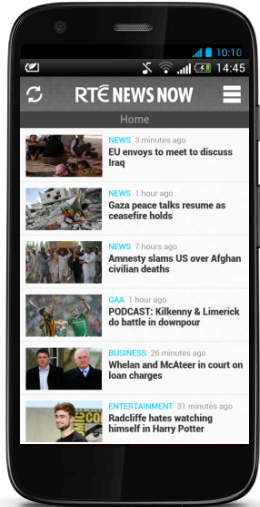 10:10
14:45
RTÉ NEWS NOW
Home
NEWS 3 minutes ago
EU envoys to meet to discuss
Iraq
NEWS 1 hour ago
Gaza peace talks resume as
ceasefire holds
NEWS 7 hours ago
Amnesty slams US over Afghan
civilian deaths
GAA 1 hour ago
PODCAST: Kilkenny & Limerick
do battle in downpour
BUSINESS 26 minutes ago
Whelan and McAteer in court on
loan charges
ENTERTAINMENT 31 minutes ago
Radcliffe hates watching
himself in Harry Potter